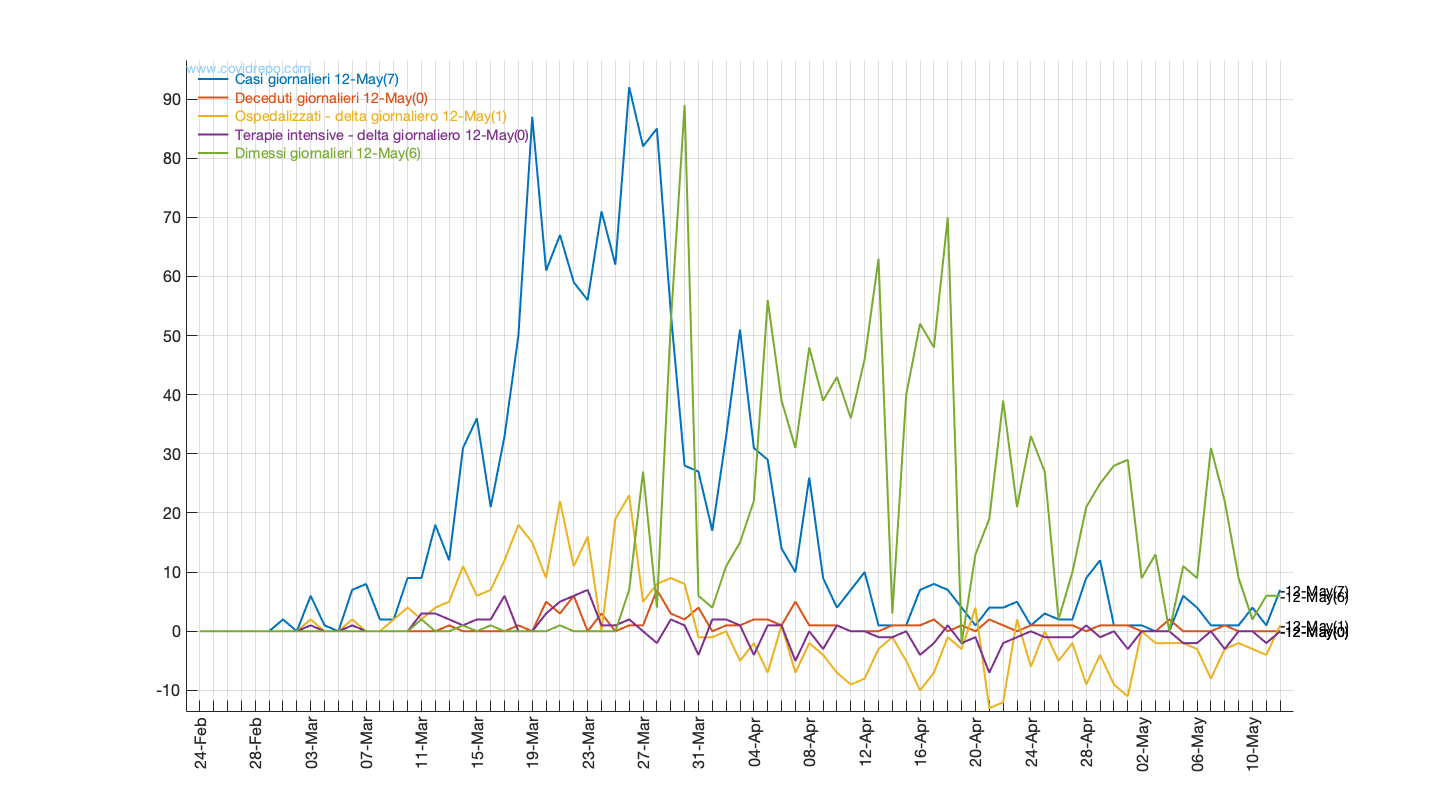 www.covidrepo.com
Casi giornalieri 12-May(7)
Deceduti giornalieri 12-May(0)
Ospedalizzati - delta giornaliero 12-May(1)
Terapie intensive - delta giornaliero 12-May(0)
Dimessi giornalieri 12-May(6)
90
80
70
60
50
40
30
20
10
0
-10
-12-May(7)
-12-May(6)
-12-May(1)
-12-May(0)
24-Feb
28-Feb
03-Mar
07-Mar
11-Mar
15-Mar
19-Mar
23-Mar
27-Mar
31-Mar
04-Apr
08-Apr
12-Apr
16-Apr
20-Apr
24-Apr
28-Apr
02-May
06-May
10-May